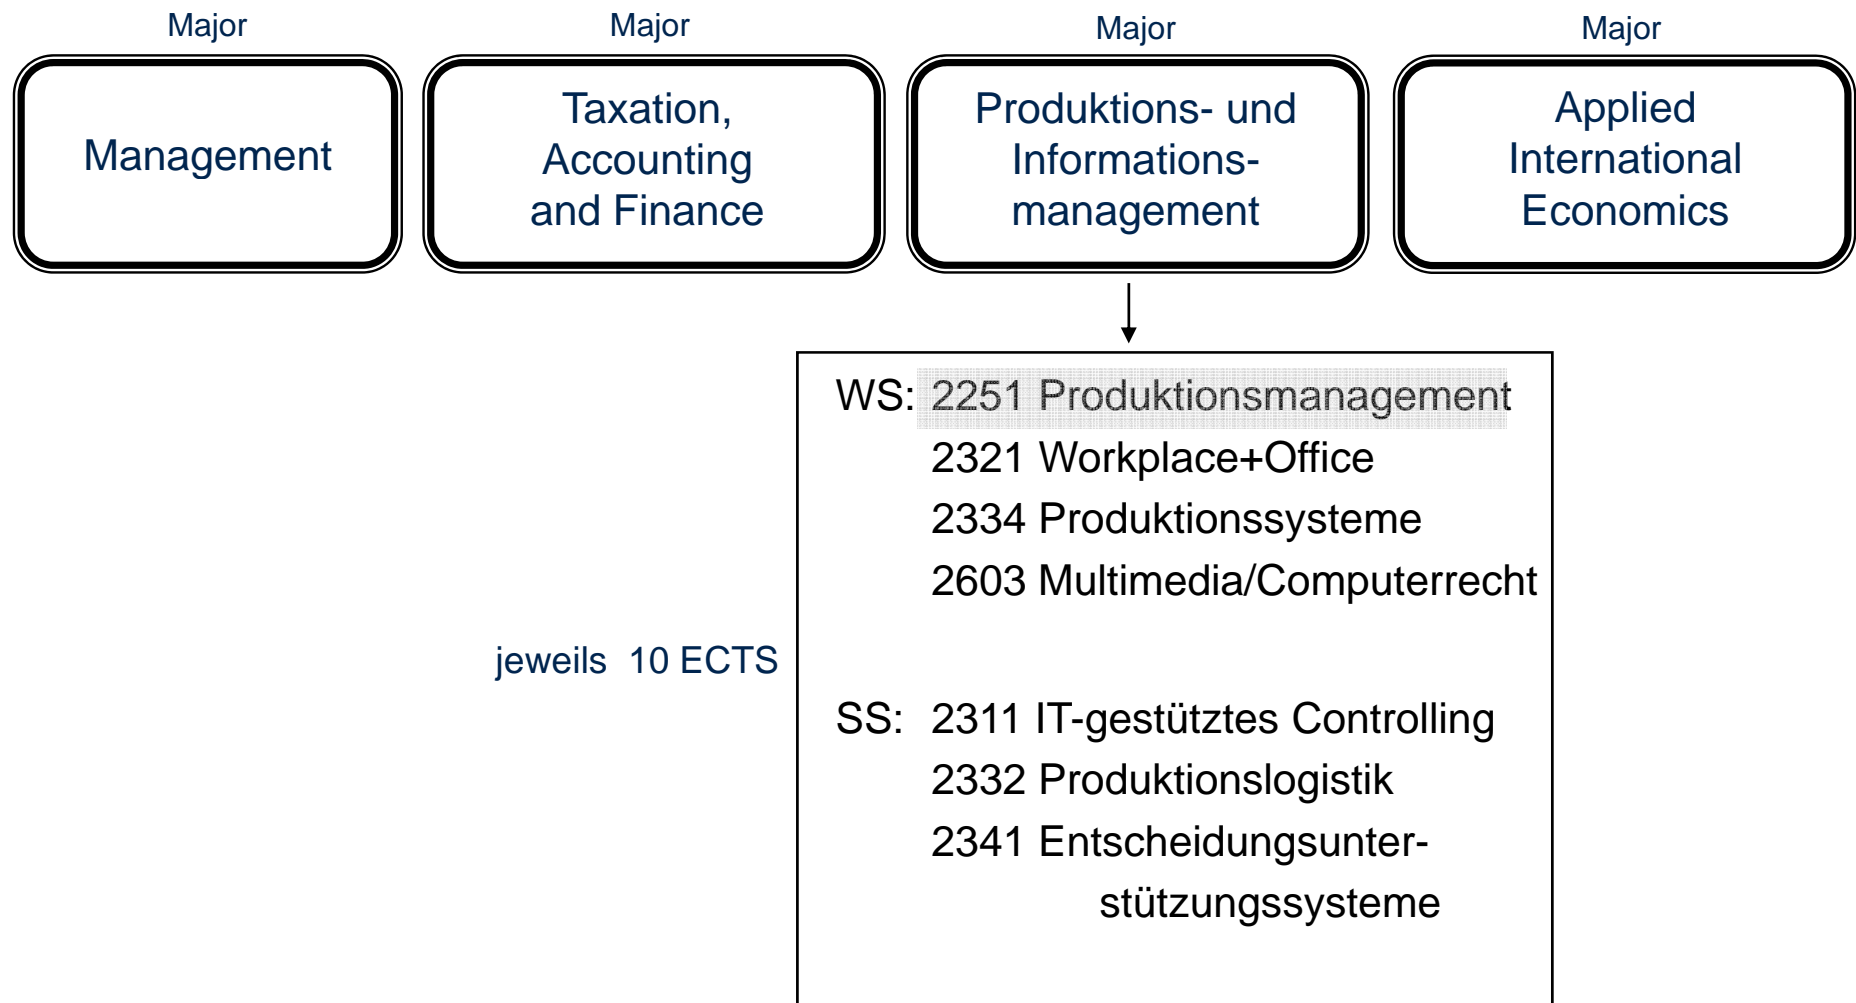 Major
Major
Major
Major
Management
Taxation,
Accounting
and Finance
Produktions- und
Informations-
management
Applied
International
Economics
WS: 2251 Produktionsmanagement
2321 Workplace+Office
2334 Produktionssysteme
2603 Multimedia/Computerrecht
jeweils 10 ECTS
SS: 2311 IT-gestütztes Controlling
2332 Produktionslogistik
2341 Entscheidungsunter-
stützungssysteme